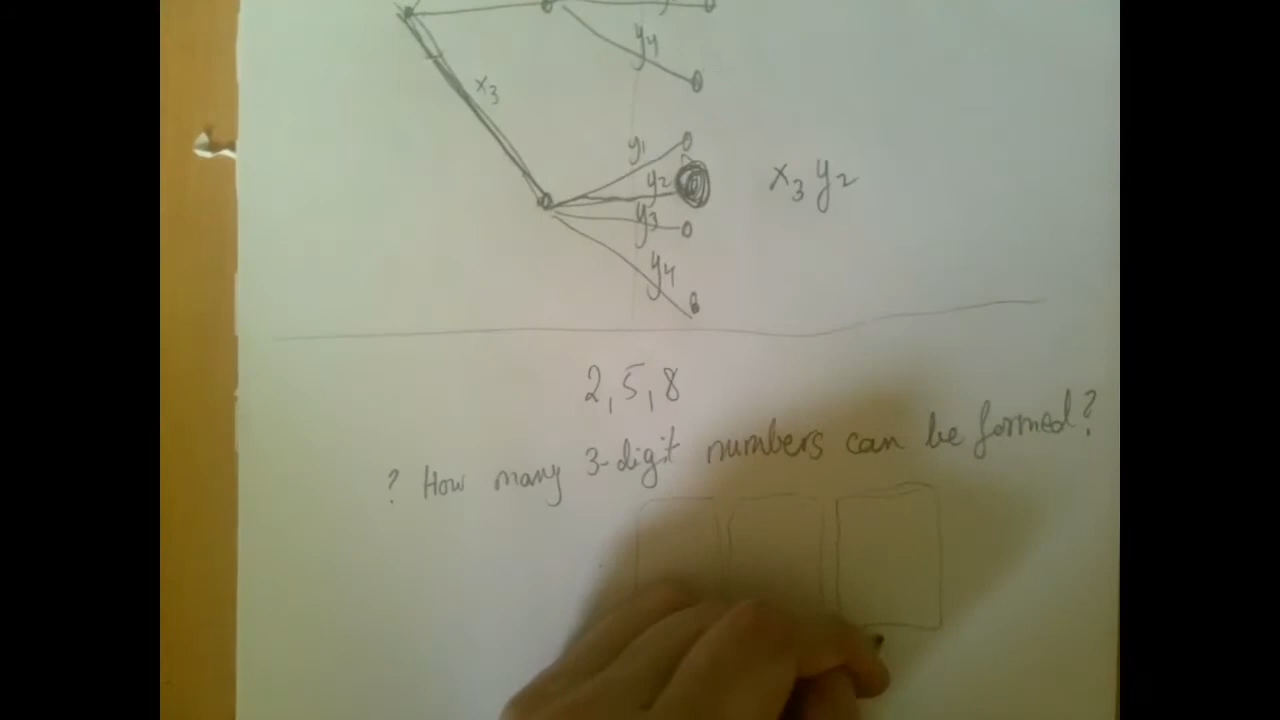 y4
x3
y1
y2
x3 y2
y3
y4
2, 5, 8
? How many 3-digit numbers can be formed?